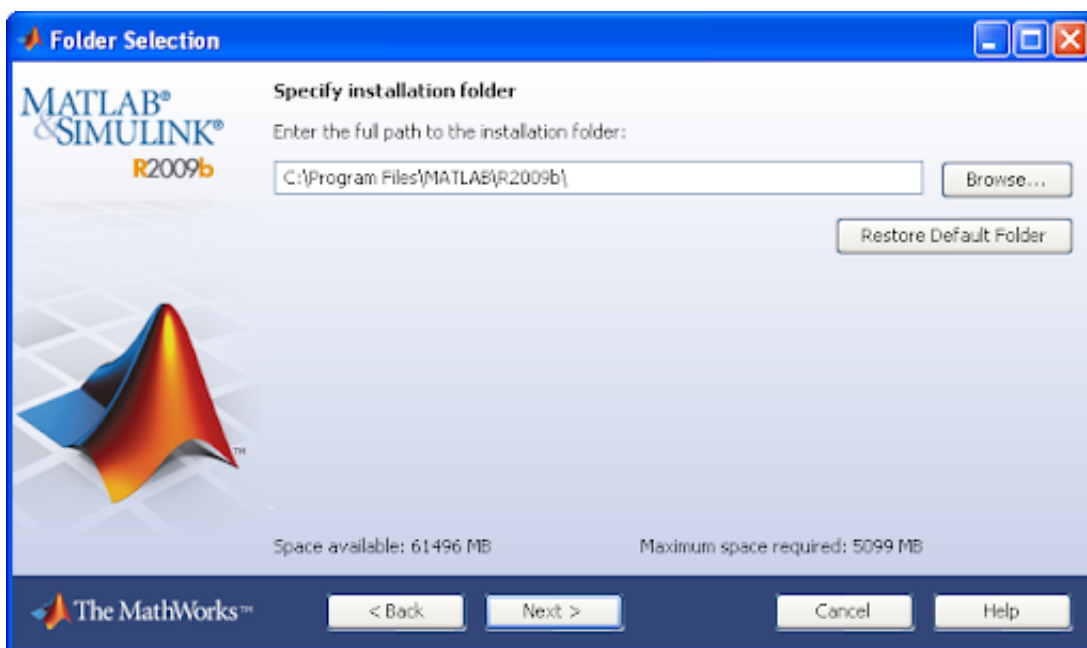 Folder Selection
MATLAB®
&SIMULINK®
R2009b
Specify installation folder
Enter the full path to the installation folder:
C:\Program Files\MATLAB\R2009b\
Browse...
Restore Default Folder
TM
Space available: 61496 MB
Maximum space required: 5099 MB
The MathWorks™
< Back
Next >
Cancel
Help